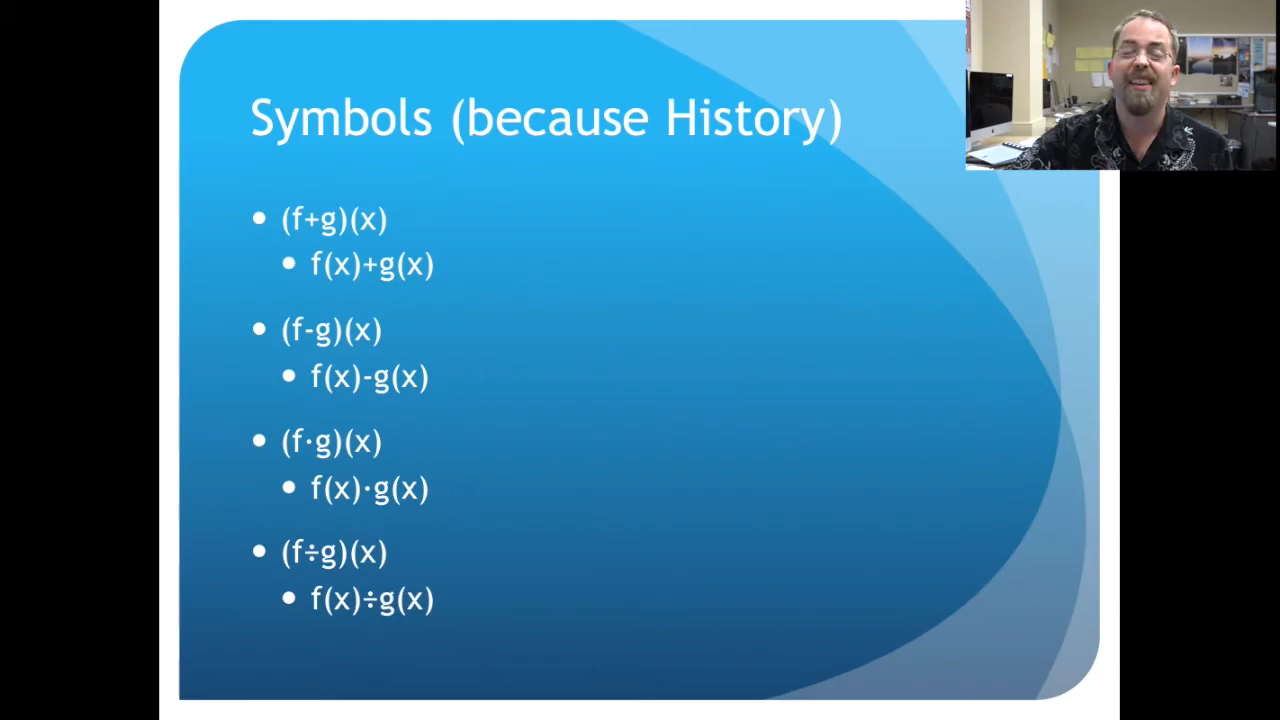 Symbols (because History)
• (f+g)(x)
• f(x)+g(x)
• (f-g)(x)
• f(x)-g(x)
• (f·g)(x)
• f(x)·g(x)
• (f÷g)(x)
• f(x)÷g(x)